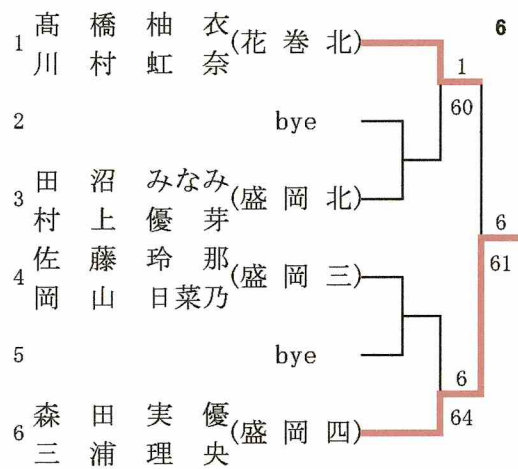 6
1 髙橋柚衣 (花巻北)
川村虹奈
1
60
2 bye
3 田沼みなみ (盛岡北)
村上優芽
6
61
4 佐藤玲那 (盛岡三)
岡山日菜乃
5 bye
6
64
6 森田実優 (盛岡四)
三浦理央